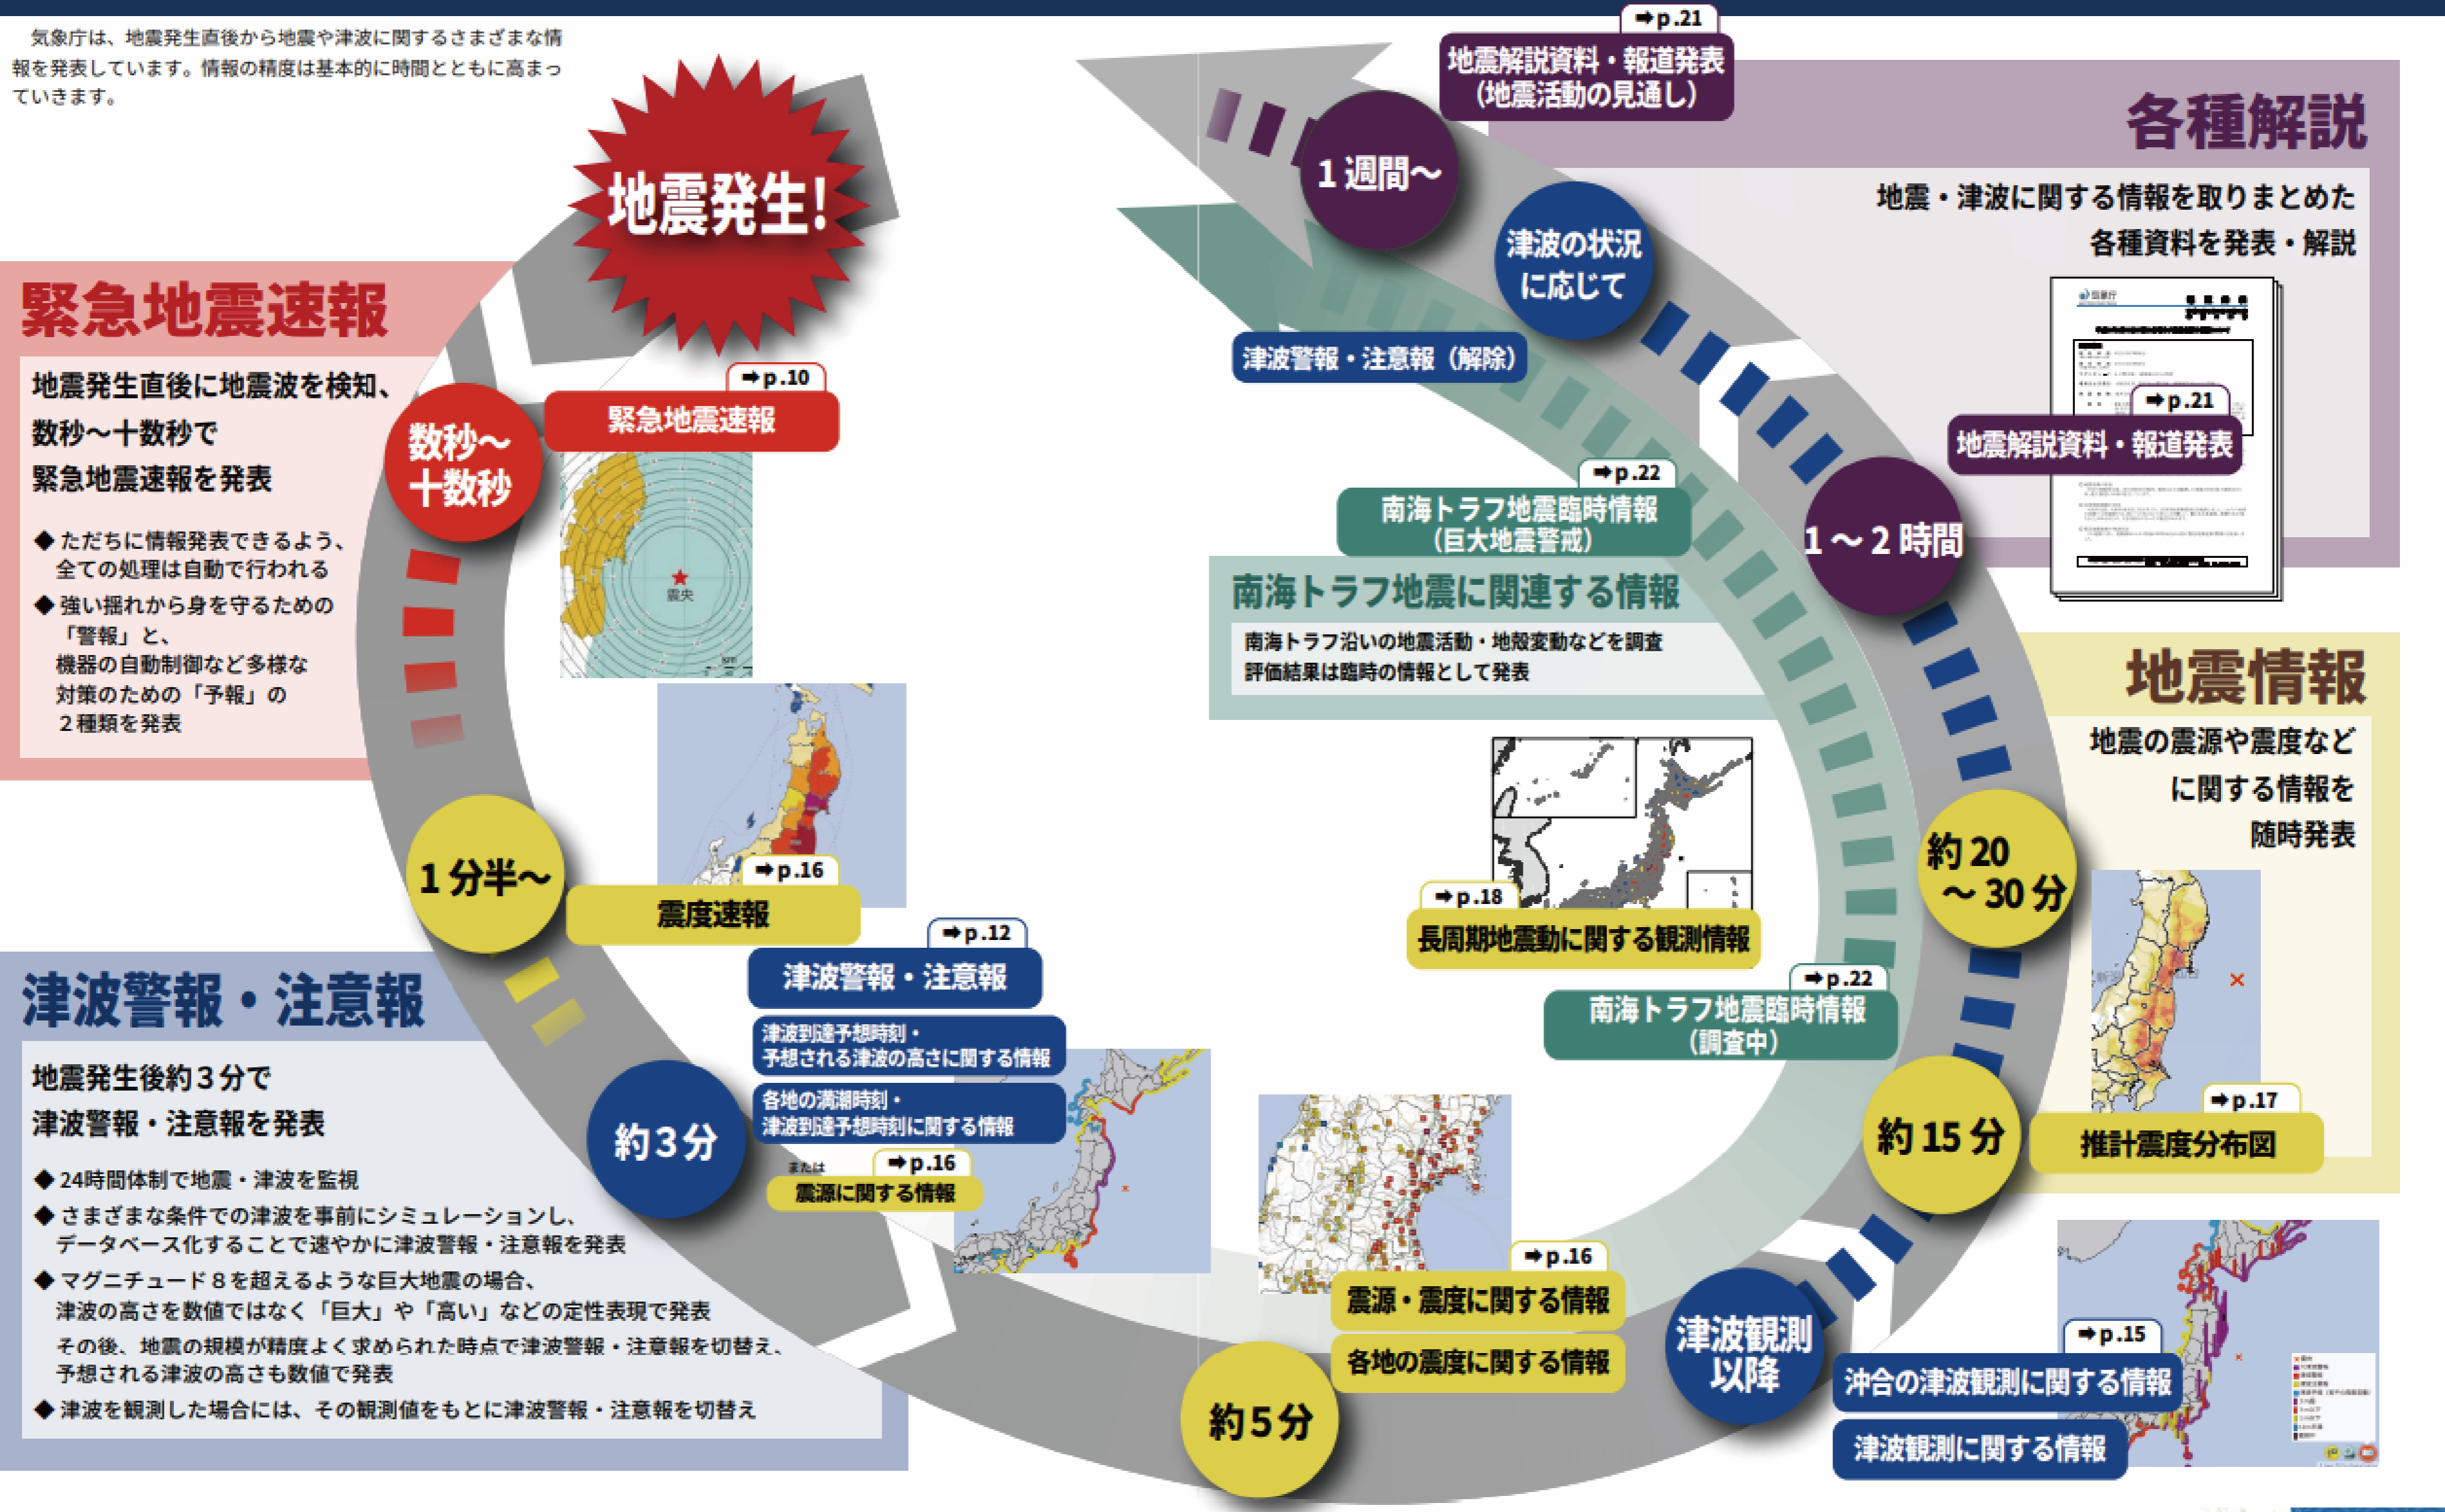 気象庁は、地震発生直後から地震や津波に関するさまざまな情
報を発表しています。情報の精度は基本的に時間とともに高まっ
ていきます。
地震発生!
緊急地震速報
地震発生直後に地震波を検知、
数秒～十数秒で
緊急地震速報を発表
◆ ただちに情報発表できるよう、
全ての処理は自動で行われる
◆ 強い揺れから身を守るための
「警報」と、
機器の自動制御など多様な
対策のための「予報」の
２種類を発表
数秒～
十数秒
➡p.10
緊急地震速報
震央
km
1 分半～
➡p.16
震度速報
津波警報・注意報
地震発生後約３分で
津波警報・注意報を発表
◆ 24時間体制で地震・津波を監視
◆ さまざまな条件での津波を事前にシミュレーションし、
データベース化することで速やかに津波警報・注意報を発表
◆ マグニチュード８を超えるような巨大地震の場合、
津波の高さを数値ではなく「巨大」や「高い」などの定性表現で発表
その後、地震の規模が精度よく求められた時点で津波警報・注意報を切替え、
予想される津波の高さも数値で発表
◆ 津波を観測した場合には、その観測値をもとに津波警報・注意報を切替え
約３分
➡p.12
津波警報・注意報
津波到達予想時刻・
予想される津波の高さに関する情報
各地の満潮時刻・
津波到達予想時刻に関する情報
または
➡p.16
震源に関する情報
約５分
➡p.16
震源・震度に関する情報
各地の震度に関する情報
津波観測
以降
➡p.15
沖合の津波観測に関する情報
津波観測に関する情報
約 15 分
➡p.17
推計震度分布図
➡p.22
南海トラフ地震臨時情報
（調査中）
約 20
～ 30 分
➡p.18
長周期地震動に関する観測情報
地震情報
地震の震源や震度など
に関する情報を
随時発表
南海トラフ地震に関連する情報
南海トラフ沿いの地震活動・地殻変動などを調査
評価結果は臨時の情報として発表
➡p.22
南海トラフ地震臨時情報
（巨大地震警戒）
1 ～ 2 時間
➡p.21
地震解説資料・報道発表
気象庁
各種解説
地震・津波に関する情報を取りまとめた
各種資料を発表・解説
津波の状況
に応じて
津波警報・注意報（解除）
1 週間～
➡p.21
地震解説資料・報道発表
（地震活動の見通し）